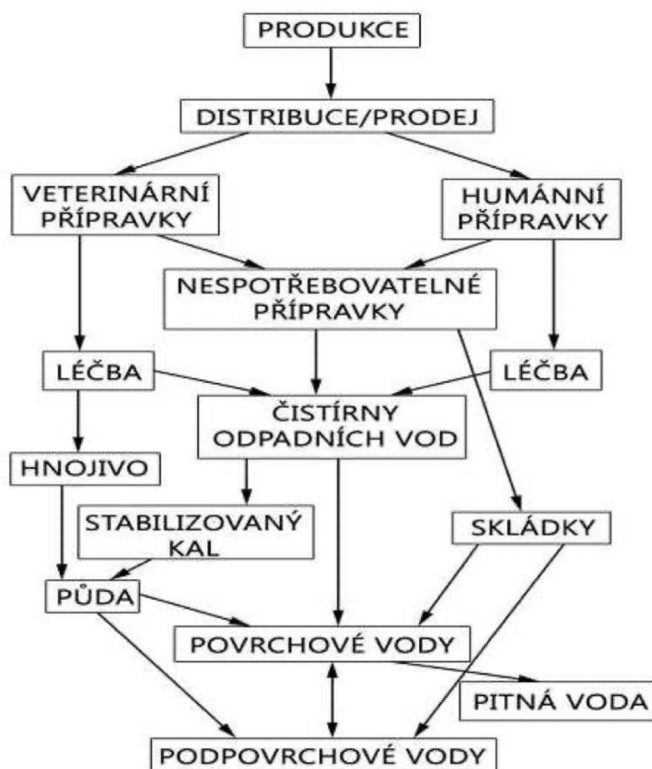 PRODUKCE
DISTRIBUCE/PRODEJ
VETERINÁRNÍ
PŘÍPRAVKY
HUMÁNNÍ
PŘÍPRAVKY
NESPOTŘEBOVATELNÉ
PŘÍPRAVKY
LÉČBA
LÉČBA
ČISTÍRNY
ODPADNÍCH VOD
HNOJIVO
STABILIZOVANÝ
KAL
SKLÁDKY
PŮDA
POVRCHOVÉ VODY
PITNÁ VODA
PODPOVRCHOVÉ VODY